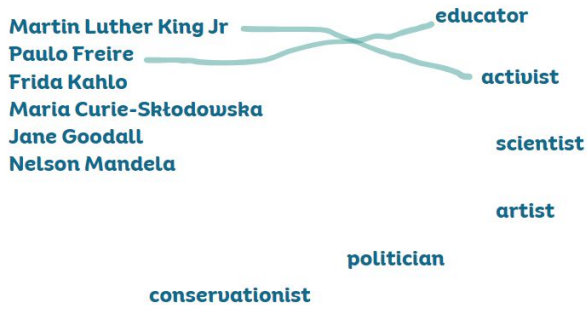 Martin Luther King Jr
Paulo Freire
Frida Kahlo
Maria Curie-Skłodowska
Jane Goodall
Nelson Mandela
educator
activist
scientist
artist
politician
conservationist